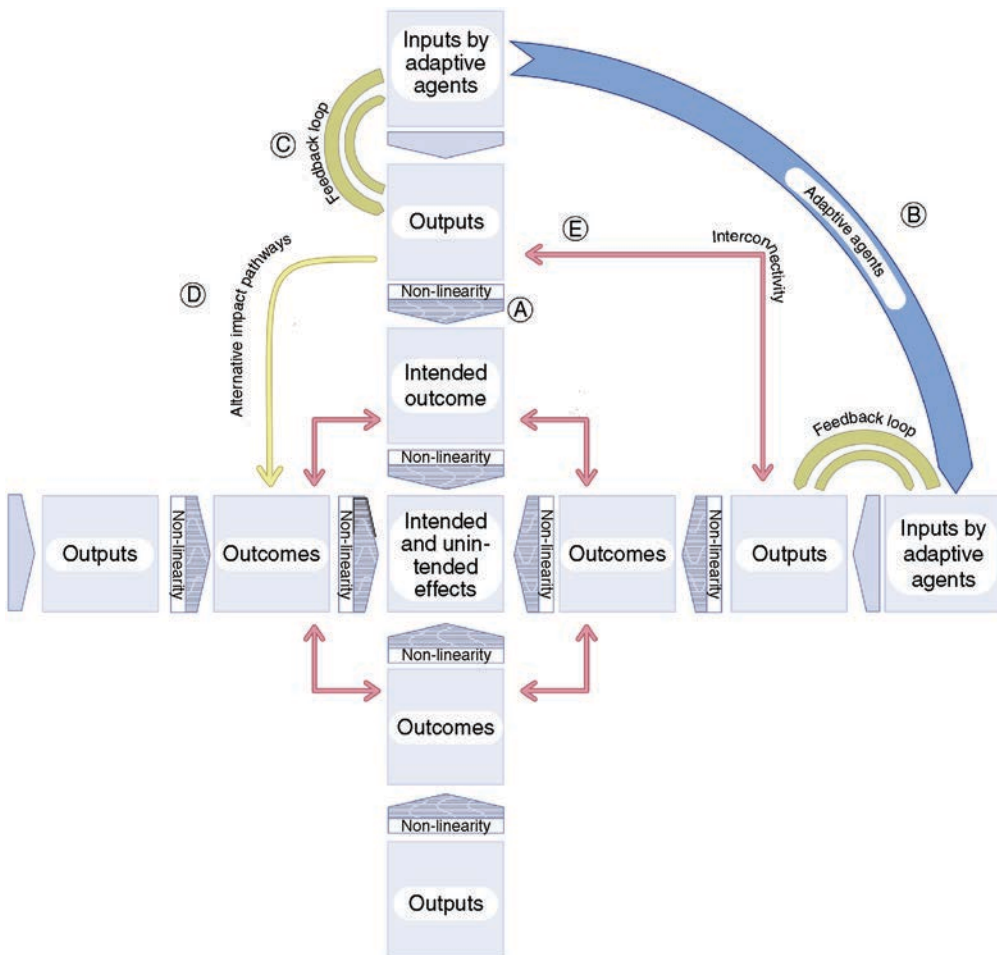 Inputs by
adaptive
agents
C
Feedback loop
Outputs
B
Adaptive agents
E
Interconnectivity
D
Alternative impact pathways
Non-linearity
A
Intended
outcome
Non-linearity
Feedback loop
Outputs
Non-linearity
Outcomes
Non-linearity
Intended
and unin-
tended
effects
Non-linearity
Outcomes
Non-linearity
Outputs
Inputs by
adaptive
agents
Non-linearity
Outcomes
Non-linearity
Outputs